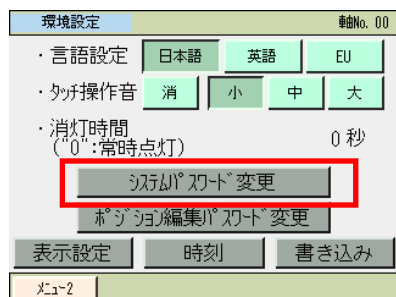 環境設定 軸No. 00
・言語設定 日本語 英語 EU
・ﾀｯﾁ操作音 消 小 中 大
・消灯時間
("0":常時点灯) 0 秒
ｼｽﾃﾑﾊﾟｽﾜｰﾄﾞ変更
ﾎﾟｼﾞｼｮﾝ編集ﾊﾟｽﾜｰﾄﾞ変更
表示設定 時刻 書き込み
ﾒﾆｭｰ2